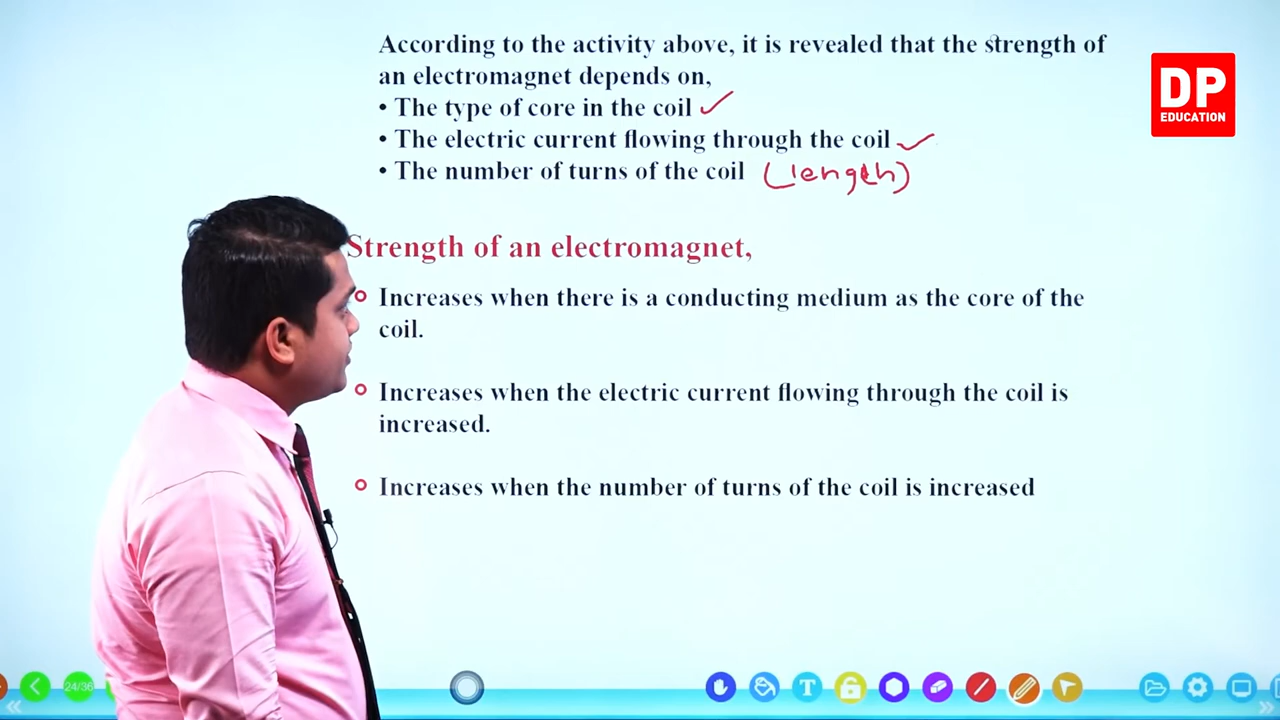 According to the activity above, it is revealed that the strength of
an electromagnet depends on,
• The type of core in the coil
• The electric current flowing through the coil
• The number of turns of the coil (length)
DP
EDUCATION
Strength of an electromagnet,
Increases when there is a conducting medium as the core of the
coil.
Increases when the electric current flowing through the coil is
increased.
Increases when the number of turns of the coil is increased
24/36
T